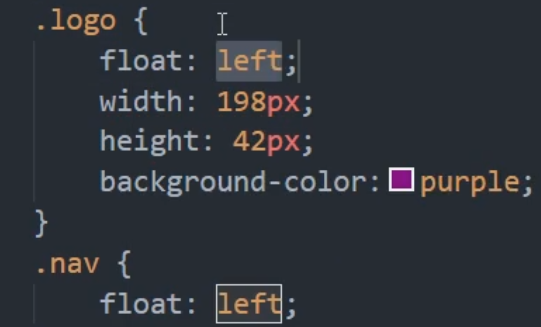 .logo {
float: left;
width: 198px;
height: 42px;
background-color: purple;
}
.nav {
float: left;